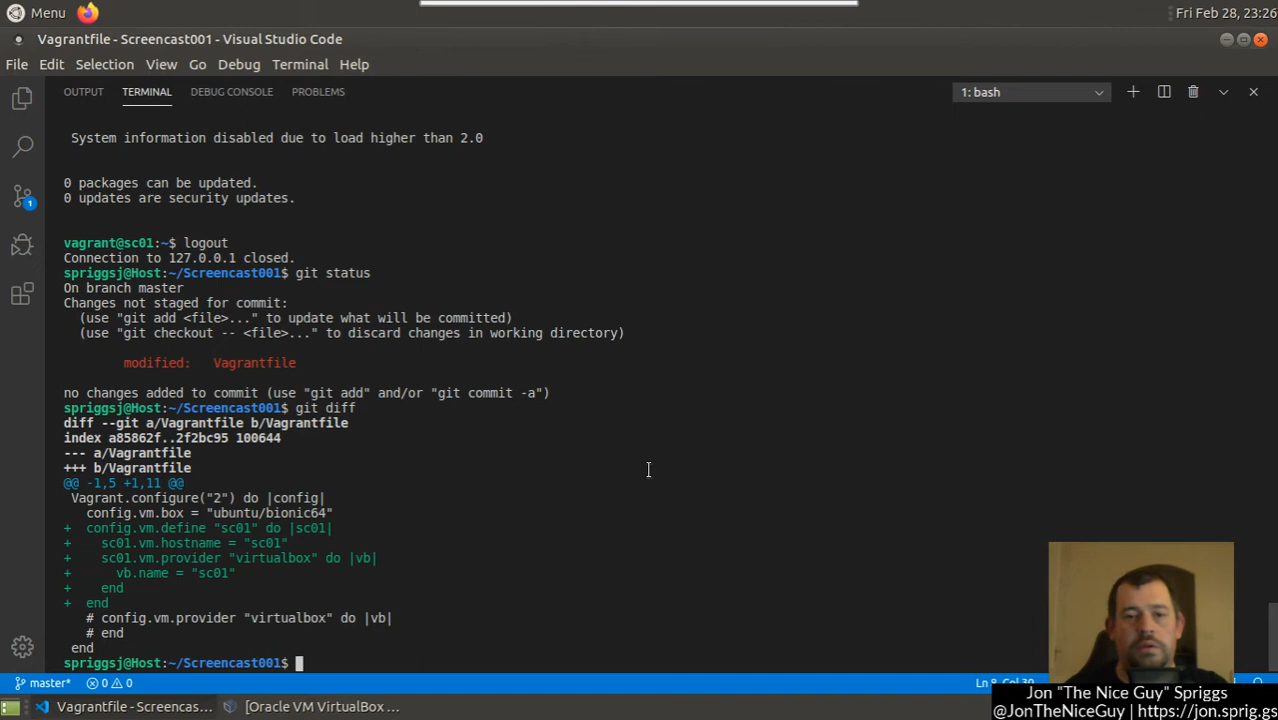 Menu
Fri Feb 28, 23:26
Vagrantfile - Screencast001 - Visual Studio Code
File Edit Selection View Go Debug Terminal Help
OUTPUT TERMINAL DEBUG CONSOLE PROBLEMS
1: bash
System information disabled due to load higher than 2.0
0 packages can be updated.
0 updates are security updates.
1
vagrant@sc01:~$ logout
Connection to 127.0.0.1 closed.
spriggsj@Host:~/Screencast001$ git status
On branch master
Changes not staged for commit:
(use "git add <file>..." to update what will be committed)
(use "git checkout -- <file>..." to discard changes in working directory)
modified: Vagrantfile
no changes added to commit (use "git add" and/or "git commit -a")
spriggsj@Host:~/Screencast001$ git diff
diff --git a/Vagrantfile b/Vagrantfile
index a85862f..2f2bc95 100644
--- a/Vagrantfile
+++ b/Vagrantfile
@@ -1,5 +1,11 @@
Vagrant.configure("2") do |config|
config.vm.box = "ubuntu/bionic64"
+ config.vm.define "sc01" do |sc01|
+ sc01.vm.hostname = "sc01"
+ sc01.vm.provider "virtualbox" do |vb|
+ vb.name = "sc01"
+ end
+ end
# config.vm.provider "virtualbox" do |vb|
# end
end
spriggsj@Host:~/Screencast001$
master* 0 0
Ln 8, Col 30
Vagrantfile - Screencas...
[Oracle VM VirtualBox ...
Jon "The Nice Guy" Spriggs
@JonTheNiceGuy | https://jon.sprig.gs